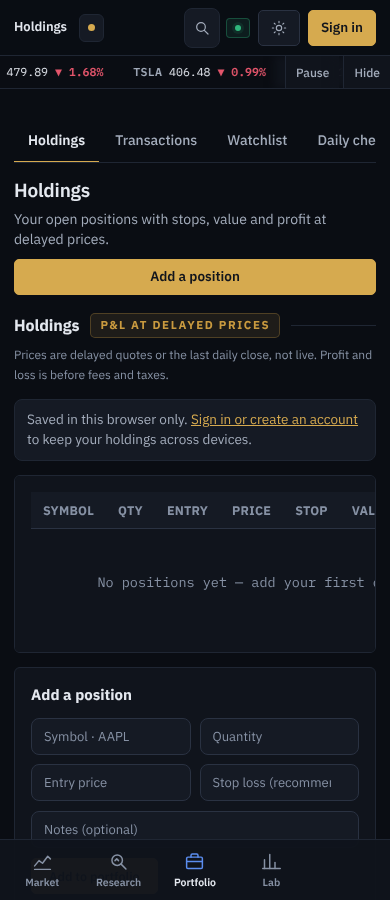 Holdings
Sign in
479.89 ▼ 1.68% TSLA 406.48 ▼ 0.99% Pause Hide
Holdings Transactions Watchlist Daily che
Holdings
Your open positions with stops, value and profit at
delayed prices.
Add a position
Holdings P&L AT DELAYED PRICES
Prices are delayed quotes or the last daily close, not live. Profit and
loss is before fees and taxes.
Saved in this browser only. Sign in or create an account
to keep your holdings across devices.
SYMBOL QTY ENTRY PRICE STOP VAL
No positions yet — add your first
Add a position
Symbol · AAPL Quantity
Entry price Stop loss (recommer
Notes (optional)
Market Research Portfolio Lab